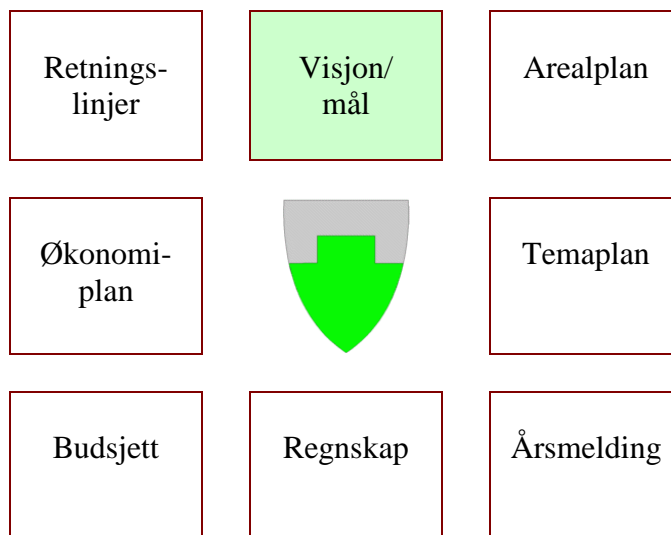 Retnings-
linjer
Visjon/
mål
Arealplan
Økonomi-
plan
Temaplan
Budsjett
Regnskap
Årsmelding